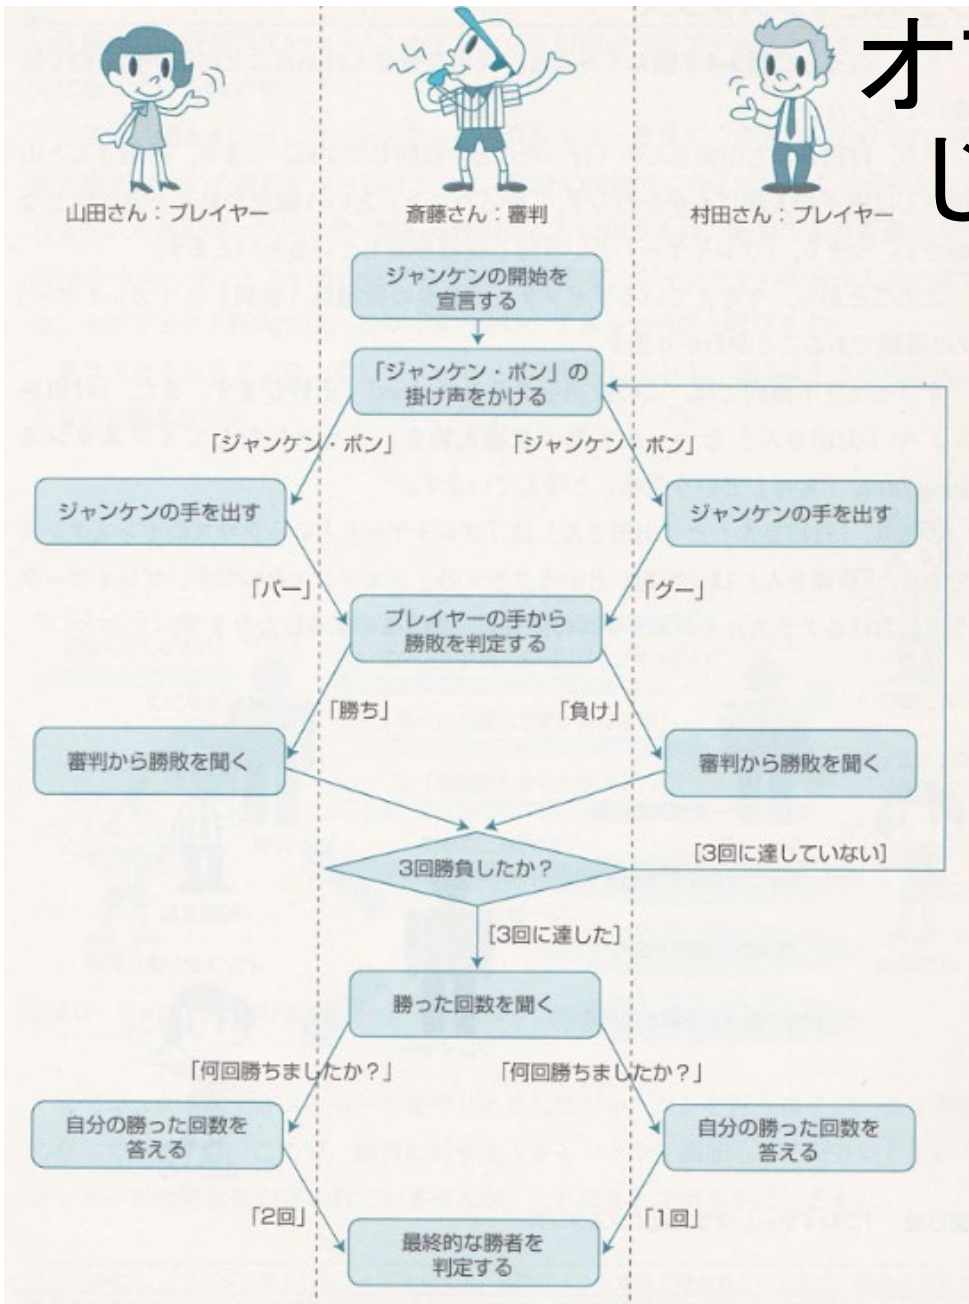 オブ
じ
山田さん：プレイヤー
斎藤さん：審判
村田さん：プレイヤー
ジャンケンの開始を
宣言する
「ジャンケン・ポン」の
掛け声をかける
「ジャンケン・ポン」
「ジャンケン・ポン」
ジャンケンの手を出す
ジャンケンの手を出す
「パー」
「グー」
プレイヤーの手から
勝敗を判定する
「勝ち」
「負け」
審判から勝敗を聞く
審判から勝敗を聞く
3回勝負したか？
[3回に達していない]
[3回に達した]
勝った回数を聞く
「何回勝ちましたか？」
「何回勝ちましたか？」
自分の勝った回数を
答える
自分の勝った回数を
答える
「2回」
「1回」
最終的な勝者を
判定する